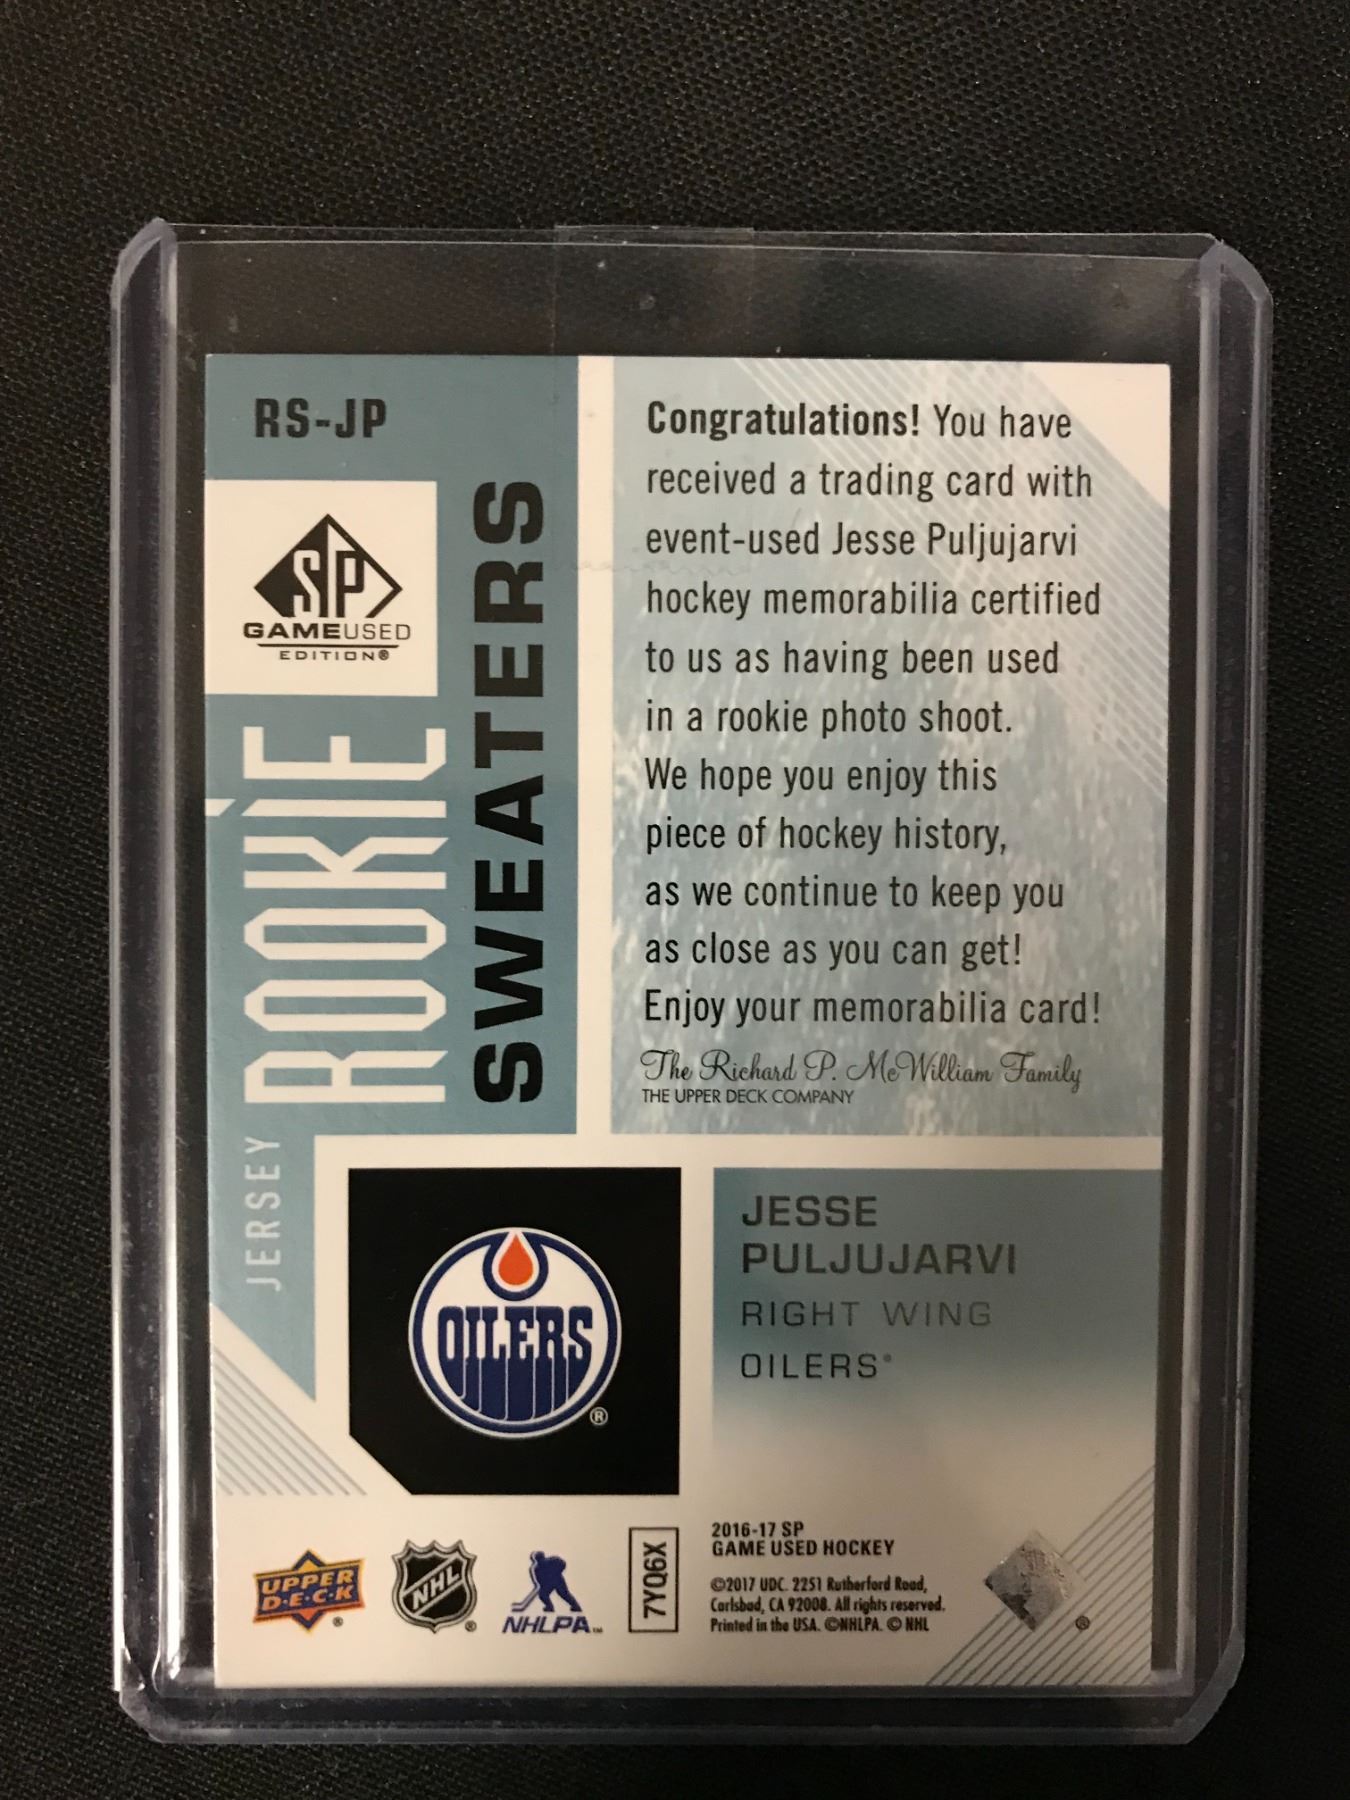 RS-JP
SP
GAMEUSED
EDITION®
JERSEY
ROOKIE
SWEATERS
Congratulations! You have
received a trading card with
event-used Jesse Puljujarvi
hockey memorabilia certified
to us as having been used
in a rookie photo shoot.
We hope you enjoy this
piece of hockey history,
as we continue to keep you
as close as you can get!
Enjoy your memorabilia card!
The Richard P. McWilliam Family
THE UPPER DECK COMPANY
OILERS
®
JESSE
PULJUJARVI
RIGHT WING
OILERS®
UPPER
D·E·C·K
®
NHL
®
NHLPA™
7YQ6X
2016-17 SP
GAME USED HOCKEY
©2017 UDC. 2251 Rutherford Road,
Carlsbad, CA 92008. All rights reserved.
Printed in the USA. ©NHLPA. © NHL
®